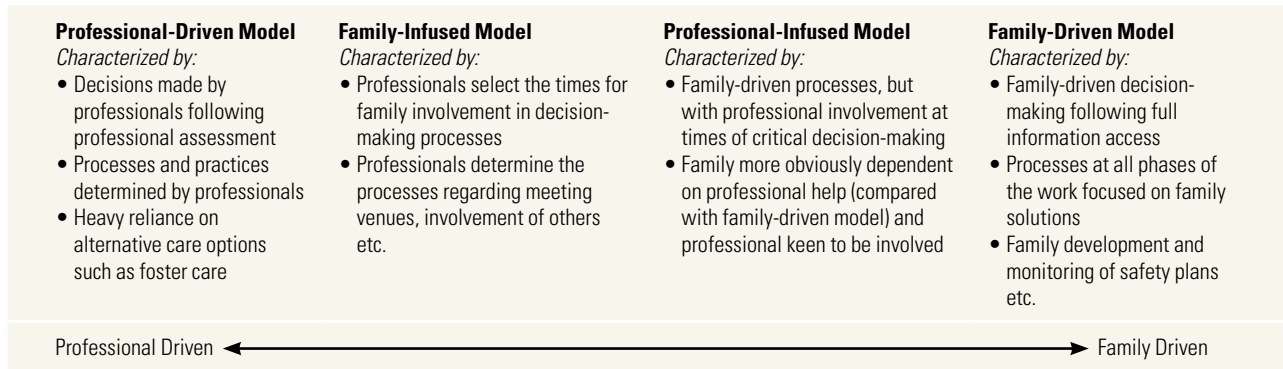 Professional-Driven Model
Characterized by:
• Decisions made by
professionals following
professional assessment
• Processes and practices
determined by professionals
• Heavy reliance on
alternative care options
such as foster care
Family-Infused Model
Characterized by:
• Professionals select the times for
family involvement in decision-
making processes
• Professionals determine the
processes regarding meeting
venues, involvement of others
etc.
Professional-Infused Model
Characterized by:
• Family-driven processes, but
with professional involvement at
times of critical decision-making
• Family more obviously dependent
on professional help (compared
with family-driven model) and
professional keen to be involved
Family-Driven Model
Characterized by:
• Family-driven decision-
making following full
information access
• Processes at all phases of
the work focused on family
solutions
• Family development and
monitoring of safety plans
etc.
Professional Driven
Family Driven